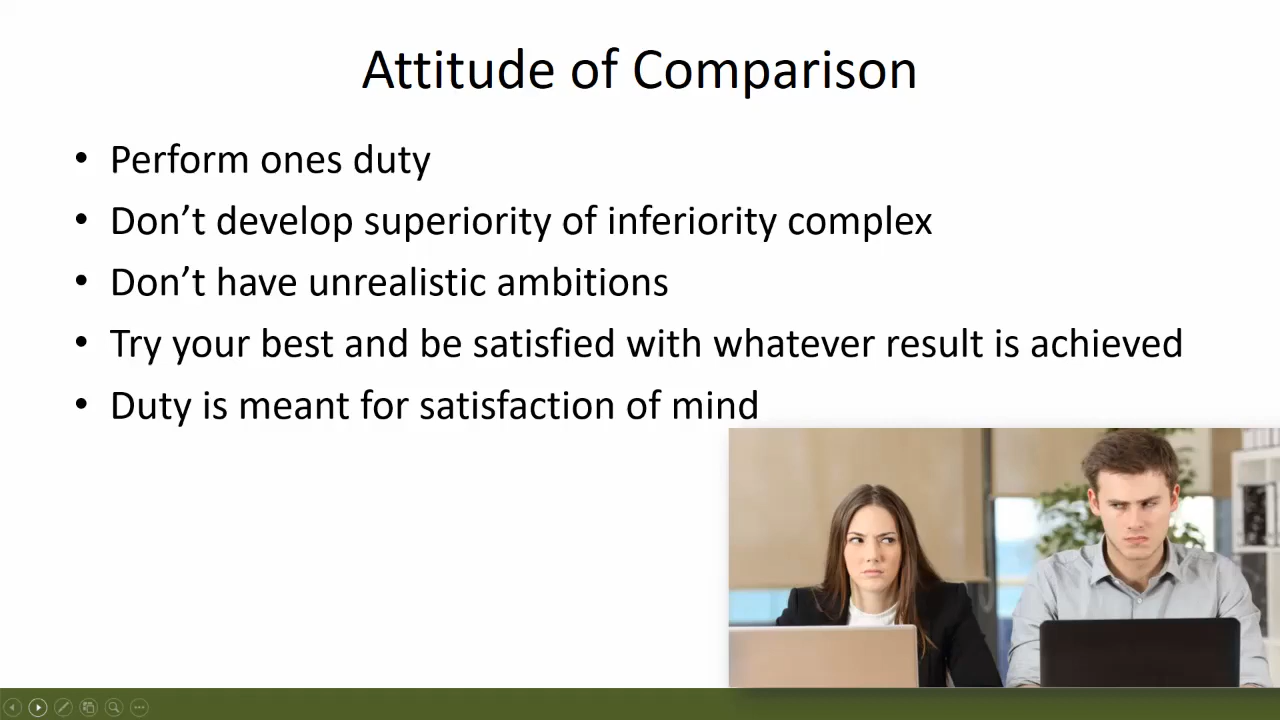 Attitude of Comparison
• Perform ones duty
• Don’t develop superiority of inferiority complex
• Don’t have unrealistic ambitions
• Try your best and be satisfied with whatever result is achieved
• Duty is meant for satisfaction of mind